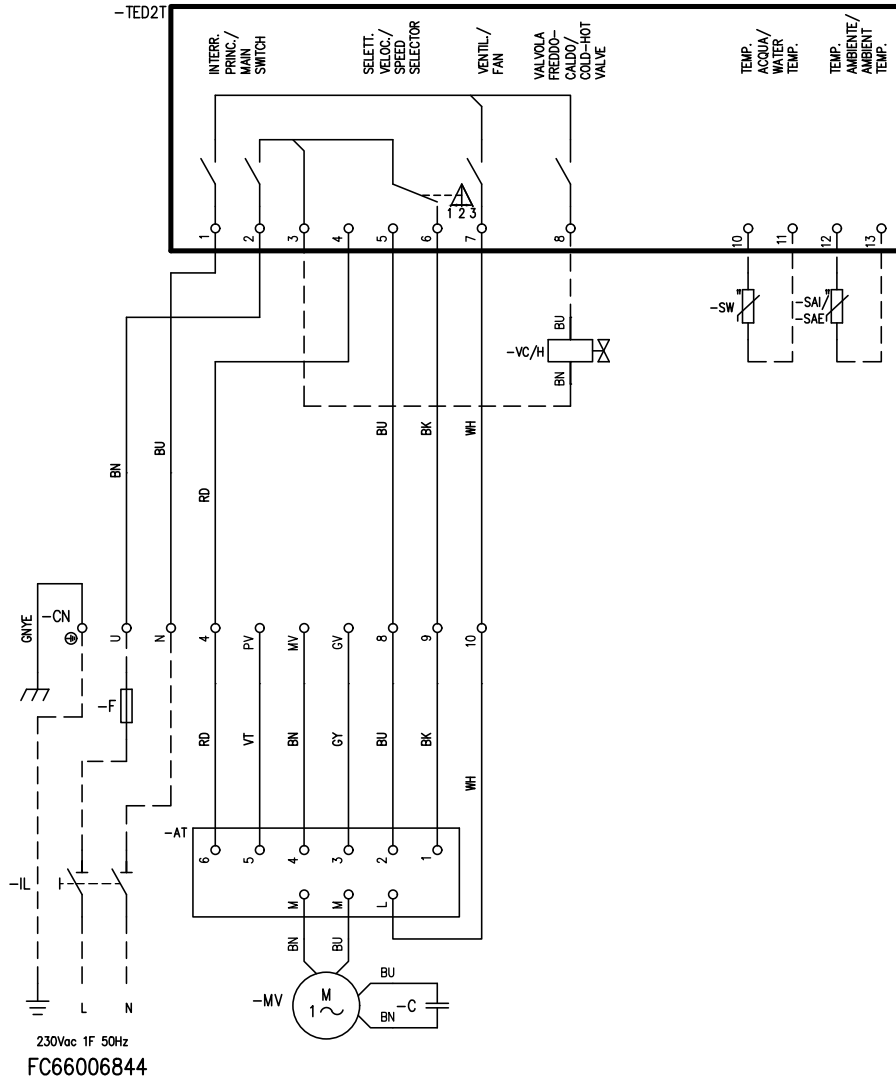 -TED2T
INTERR.
PRINC./
MAIN
SWITCH
SELETT.
VELOC./
SPEED
SELECTOR
VENTIL./
FAN
VALVOLA
FREDDO-
CALDO/
COLD-HOT
VALVE
TEMP.
ACQUA/
WATER
TEMP.
TEMP.
AMBIENTE/
AMBIENT
TEMP.
1 2 3
1 2 3 4 5 6 7 8 10 11 12 13
-SW
-SAI/
-SAE
BU
-VC/H
BN
BN
BU
RD
BU
BK
WH
GNYE
-CN
U N 4 PV MV GV 8 9 10
-F
RD
VT
BN
GY
BU
BK
WH
-AT
6 5 4 3 2 1
-IL
M M L
BN
BU
-MV
M
1
BU
-C
BN
L
N
230Vac 1F 50Hz
FC66006844